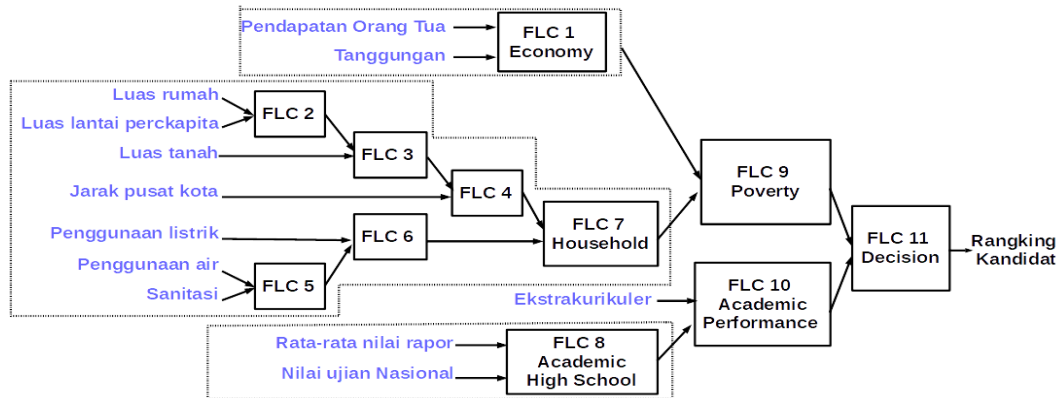 Pendapatan Orang Tua
Tanggungan
FLC 1
Economy
Luas rumah
Luas lantai perckapita
FLC 2
Luas tanah
FLC 3
Jarak pusat kota
FLC 4
Penggunaan listrik
FLC 6
Penggunaan air
Sanitasi
FLC 5
FLC 7
Household
FLC 9
Poverty
Ekstrakurikuler
FLC 10
Academic
Performance
Rata-rata nilai rapor
Nilai ujian Nasional
FLC 8
Academic
High School
FLC 11
Decision
Rangking
Kandidat